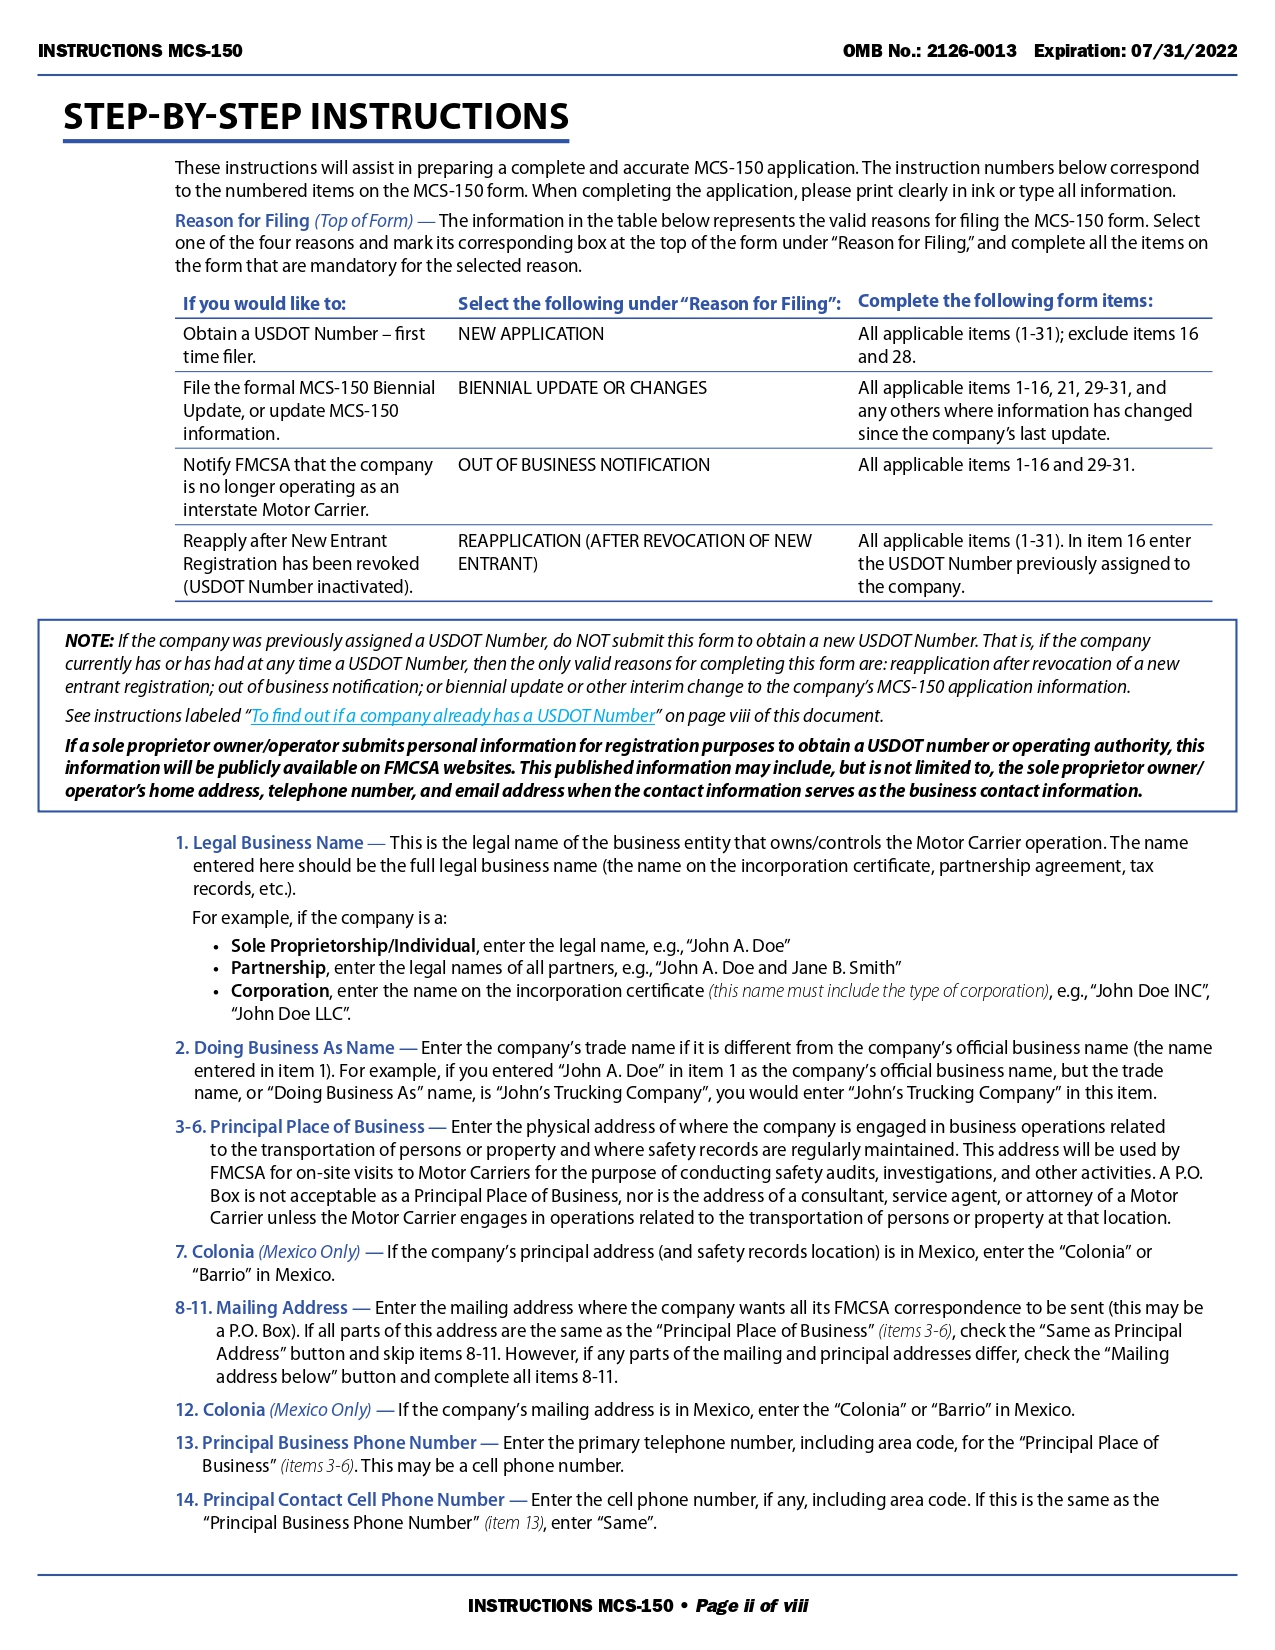 INSTRUCTIONS MCS-150
OMB No.: 2126-0013 Expiration: 07/31/2022
STEP-BY-STEP INSTRUCTIONS
These instructions will assist in preparing a complete and accurate MCS-150 application. The instruction numbers below correspond
to the numbered items on the MCS-150 form. When completing the application, please print clearly in ink or type all information.
Reason for Filing (Top of Form) — The information in the table below represents the valid reasons for filing the MCS-150 form. Select
one of the four reasons and mark its corresponding box at the top of the form under “Reason for Filing,” and complete all the items on
the form that are mandatory for the selected reason.
If you would like to:
Select the following under “Reason for Filing”:
Complete the following form items:
Obtain a USDOT Number – first
time filer.
NEW APPLICATION
All applicable items (1-31); exclude items 16
and 28.
File the formal MCS-150 Biennial
Update, or update MCS-150
information.
BIENNIAL UPDATE OR CHANGES
All applicable items 1-16, 21, 29-31, and
any others where information has changed
since the company’s last update.
Notify FMCSA that the company
is no longer operating as an
interstate Motor Carrier.
OUT OF BUSINESS NOTIFICATION
All applicable items 1-16 and 29-31.
Reapply after New Entrant
Registration has been revoked
(USDOT Number inactivated).
REAPPLICATION (AFTER REVOCATION OF NEW
ENTRANT)
All applicable items (1-31). In item 16 enter
the USDOT Number previously assigned to
the company.
NOTE: If the company was previously assigned a USDOT Number, do NOT submit this form to obtain a new USDOT Number. That is, if the company
currently has or has had at any time a USDOT Number, then the only valid reasons for completing this form are: reapplication after revocation of a new
entrant registration; out of business notification; or biennial update or other interim change to the company’s MCS-150 application information.
See instructions labeled “To find out if a company already has a USDOT Number” on page viii of this document.
If a sole proprietor owner/operator submits personal information for registration purposes to obtain a USDOT number or operating authority, this
information will be publicly available on FMCSA websites. This published information may include, but is not limited to, the sole proprietor owner/
operator’s home address, telephone number, and email address when the contact information serves as the business contact information.
1. Legal Business Name — This is the legal name of the business entity that owns/controls the Motor Carrier operation. The name
entered here should be the full legal business name (the name on the incorporation certificate, partnership agreement, tax
records, etc.).
For example, if the company is a:
• Sole Proprietorship/Individual, enter the legal name, e.g., “John A. Doe”
• Partnership, enter the legal names of all partners, e.g., “John A. Doe and Jane B. Smith”
• Corporation, enter the name on the incorporation certificate (this name must include the type of corporation), e.g., “John Doe INC”,
“John Doe LLC”.
2. Doing Business As Name — Enter the company’s trade name if it is different from the company’s official business name (the name
entered in item 1). For example, if you entered “John A. Doe” in item 1 as the company’s official business name, but the trade
name, or “Doing Business As” name, is “John’s Trucking Company”, you would enter “John’s Trucking Company” in this item.
3-6. Principal Place of Business — Enter the physical address of where the company is engaged in business operations related
to the transportation of persons or property and where safety records are regularly maintained. This address will be used by
FMCSA for on-site visits to Motor Carriers for the purpose of conducting safety audits, investigations, and other activities. A P.O.
Box is not acceptable as a Principal Place of Business, nor is the address of a consultant, service agent, or attorney of a Motor
Carrier unless the Motor Carrier engages in operations related to the transportation of persons or property at that location.
7. Colonia (Mexico Only) — If the company’s principal address (and safety records location) is in Mexico, enter the “Colonia” or
“Barrio” in Mexico.
8-11. Mailing Address — Enter the mailing address where the company wants all its FMCSA correspondence to be sent (this may be
a P.O. Box). If all parts of this address are the same as the “Principal Place of Business” (items 3-6), check the “Same as Principal
Address” button and skip items 8-11. However, if any parts of the mailing and principal addresses differ, check the “Mailing
address below” button and complete all items 8-11.
12. Colonia (Mexico Only) — If the company’s mailing address is in Mexico, enter the “Colonia” or “Barrio” in Mexico.
13. Principal Business Phone Number — Enter the primary telephone number, including area code, for the “Principal Place of
Business” (items 3-6). This may be a cell phone number.
14. Principal Contact Cell Phone Number — Enter the cell phone number, if any, including area code. If this is the same as the
“Principal Business Phone Number” (item 13), enter “Same”.
INSTRUCTIONS MCS-150 • Page ii of viii